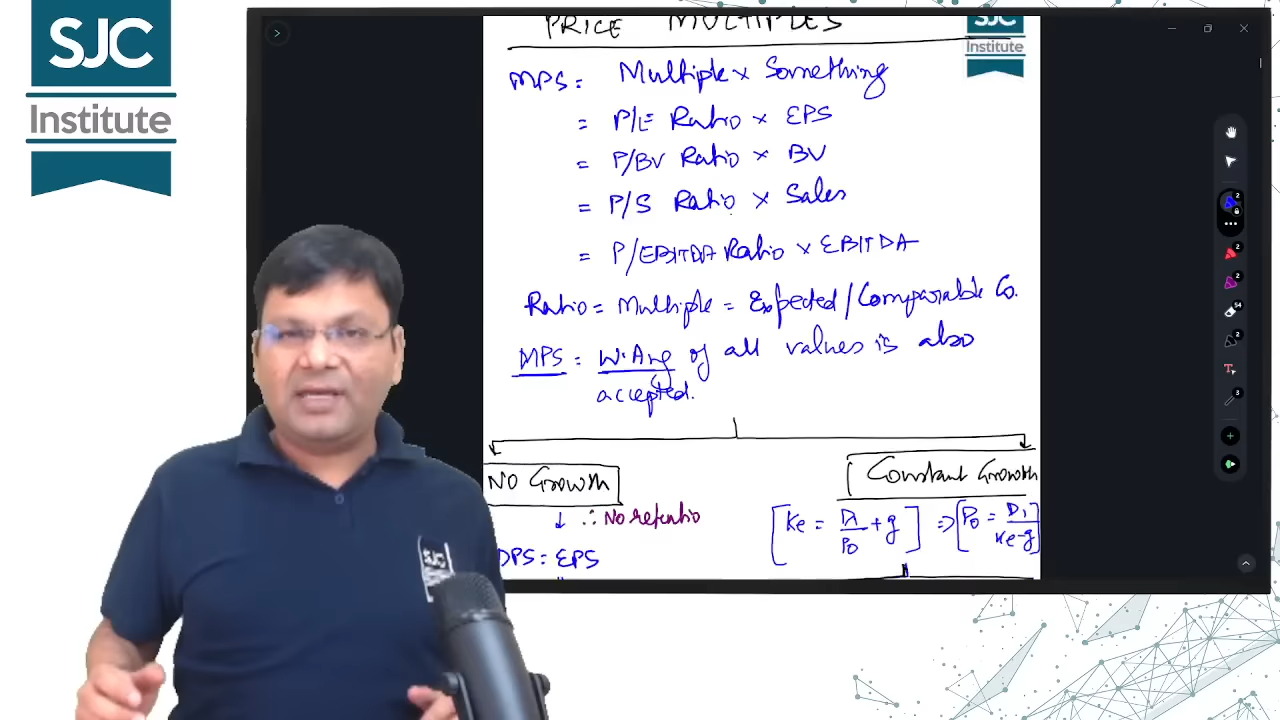 SJC
Institute
PRICE MULTIPLES
SJC
Institute
MPS = Multiple × Something
= P/E Ratio × EPS
= P/BV Ratio × BV
= P/S Ratio × Sales
= P/EBITDA Ratio × EBITDA
Ratio = Multiple = Expected / Comparable Co.
MPS = W.Avg of all values is also
accepted.
No Growth
Constant Growth
∴ No retentio
[Ke = D1/P0 + g] ⇒ [P0 = D1/Ke-g]
DPS = EPS
SJC